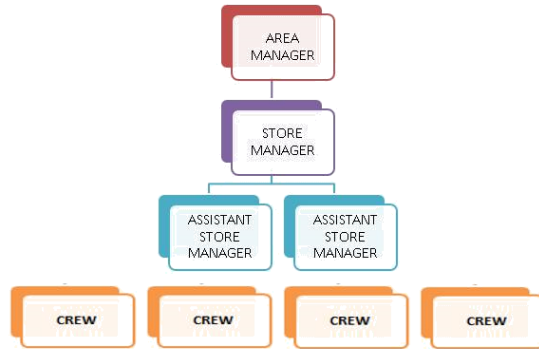 AREA
MANAGER
STORE
MANAGER
ASSISTANT
STORE
MANAGER
ASSISTANT
STORE
MANAGER
CREW
CREW
CREW
CREW